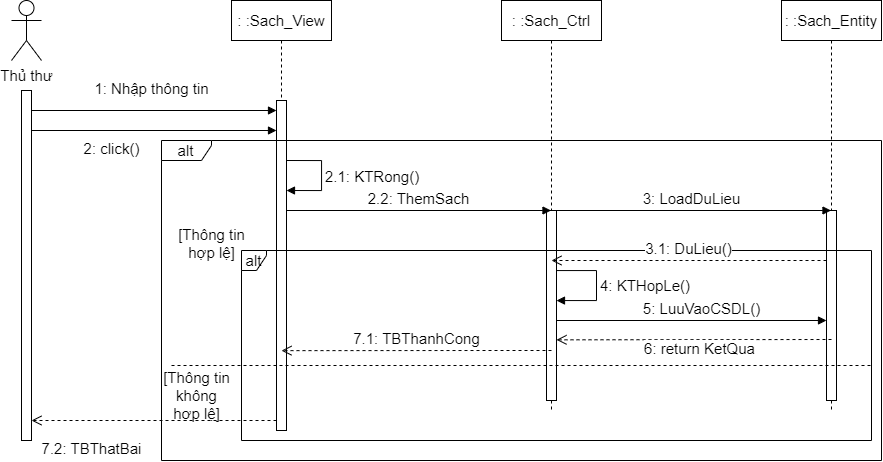 : :Sach_View
: :Sach_Ctrl
: :Sach_Entity
Thủ thư
1: Nhập thông tin
2: click()
alt
2.1: KTRong()
2.2: ThemSach
3: LoadDuLieu
[Thông tin
hợp lệ]
alt
3.1: DuLieu()
4: KTHopLe()
5: LuuVaoCSDL()
7.1: TBThanhCong
6: return KetQua
[Thông tin
không
hợp lệ]
7.2: TBThatBai